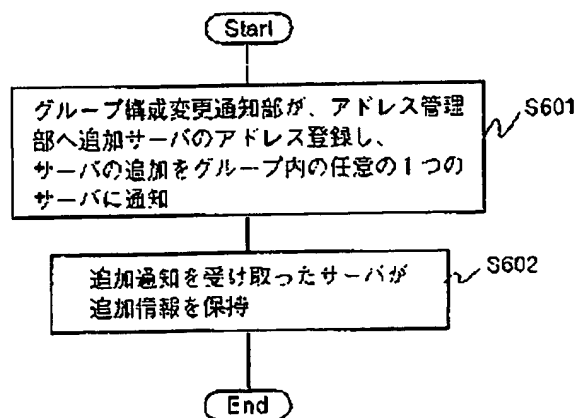 Start
グループ構成変更通知部が、アドレス管理
部へ追加サーバのアドレス登録し、
サーバの追加をグループ内の任意の1つの
サーバに通知
S601
追加通知を受け取ったサーバが
追加情報を保持
S602
End